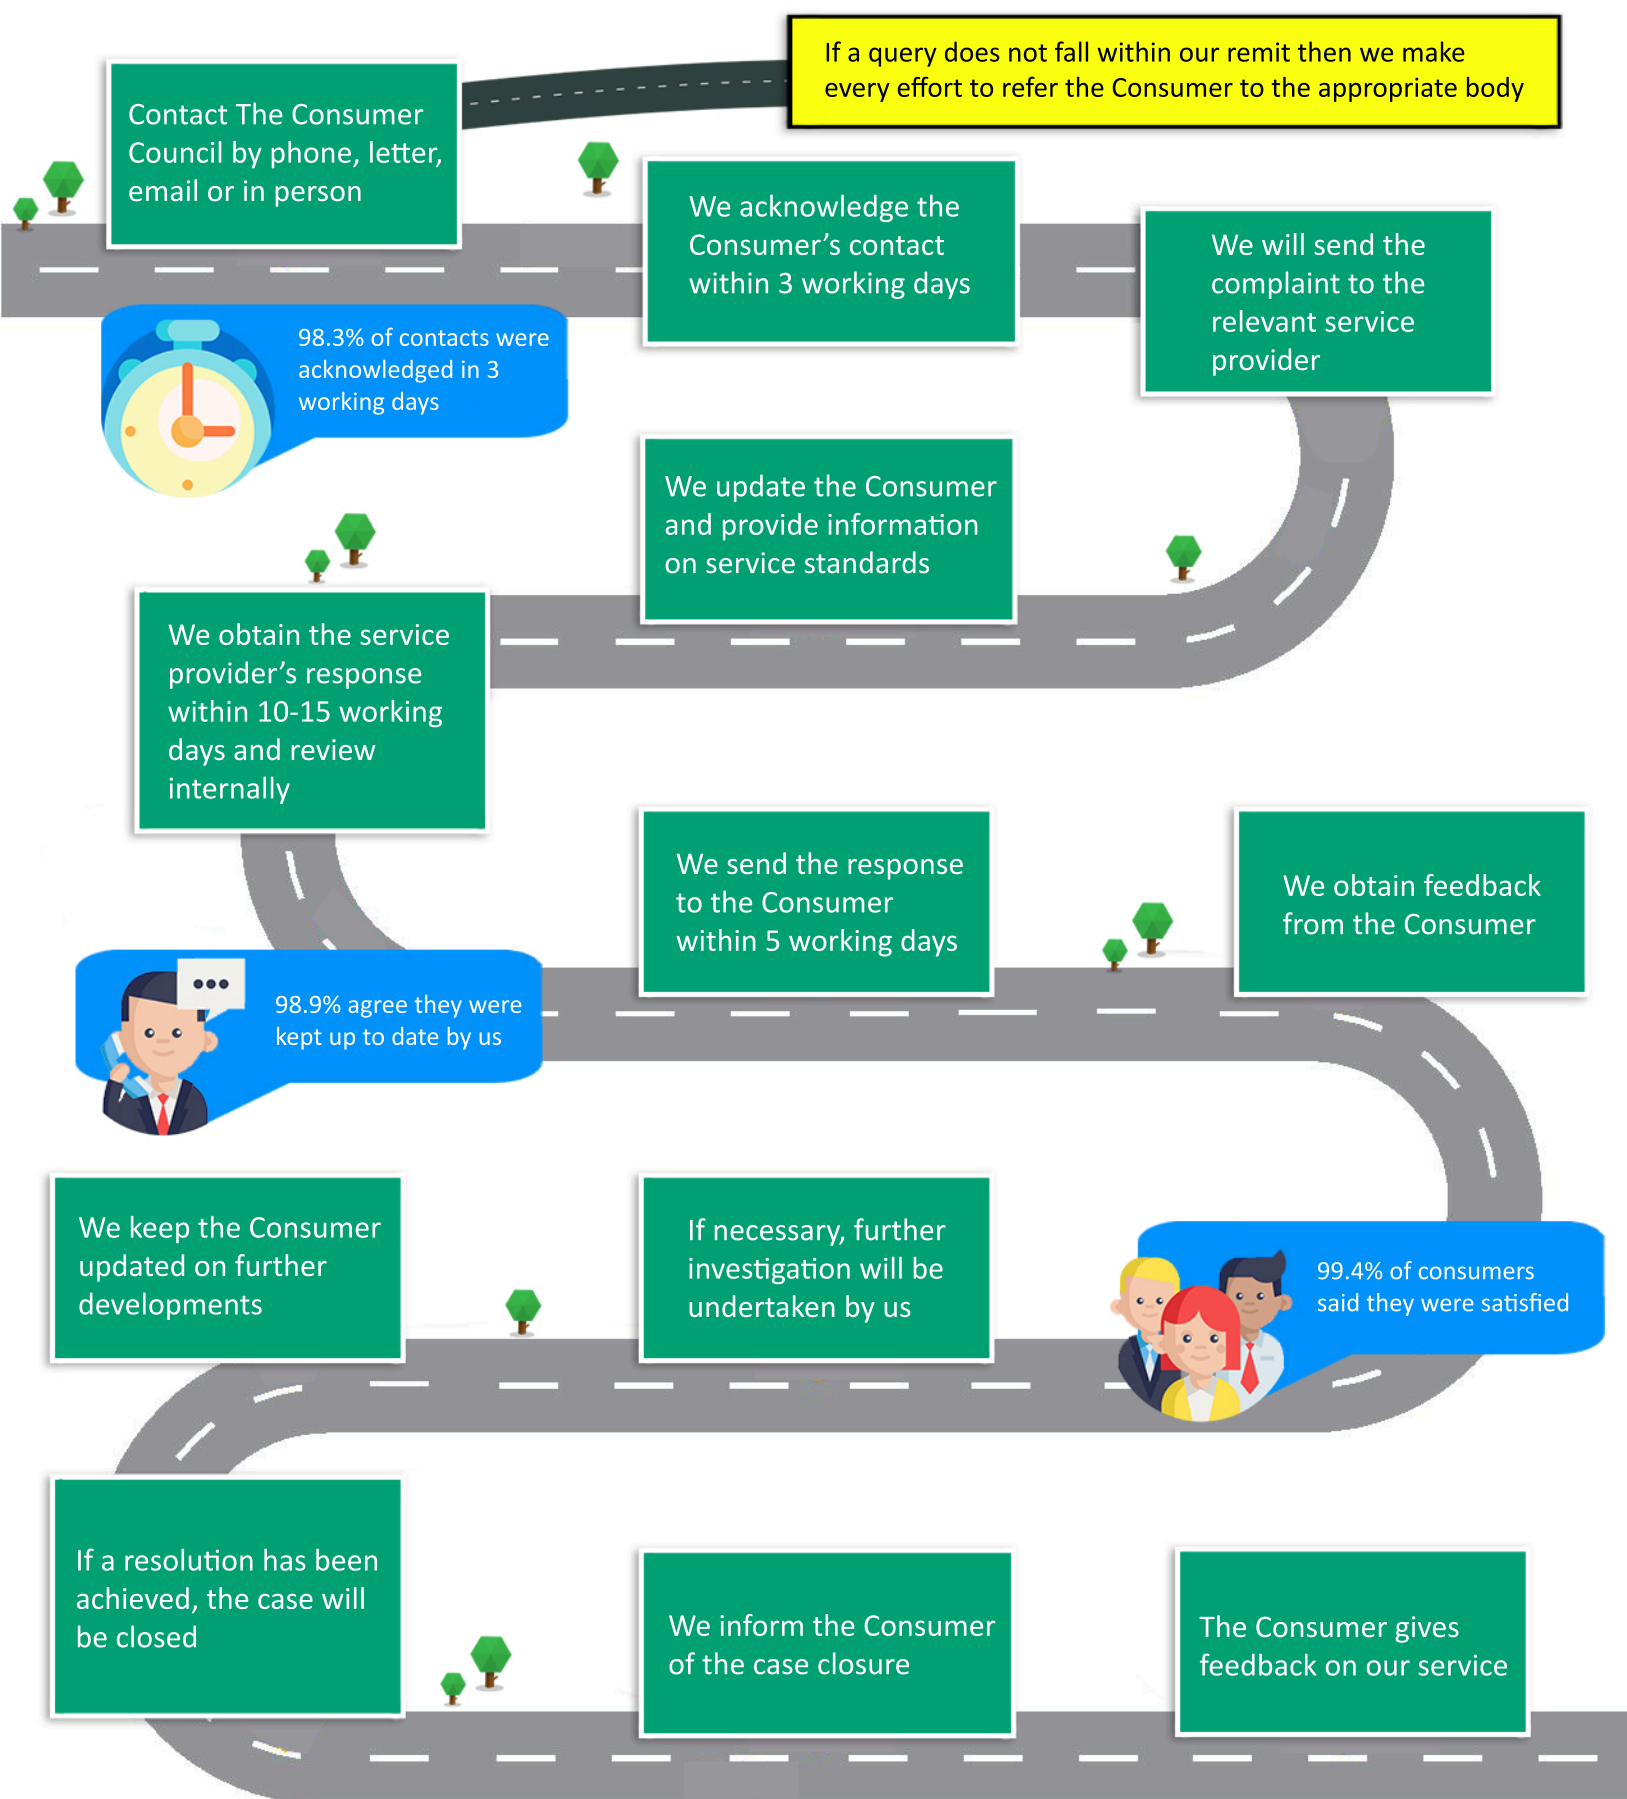 If a query does not fall within our remit then we make
every effort to refer the Consumer to the appropriate body
Contact The Consumer
Council by phone, letter,
email or in person
We acknowledge the
Consumer’s contact
within 3 working days
We will send the
complaint to the
relevant service
provider
98.3% of contacts were
acknowledged in 3
working days
We update the Consumer
and provide information
on service standards
We obtain the service
provider’s response
within 10-15 working
days and review
internally
We send the response
to the Consumer
within 5 working days
We obtain feedback
from the Consumer
98.9% agree they were
kept up to date by us
We keep the Consumer
updated on further
developments
If necessary, further
investigation will be
undertaken by us
99.4% of consumers
said they were satisfied
If a resolution has been
achieved, the case will
be closed
We inform the Consumer
of the case closure
The Consumer gives
feedback on our service